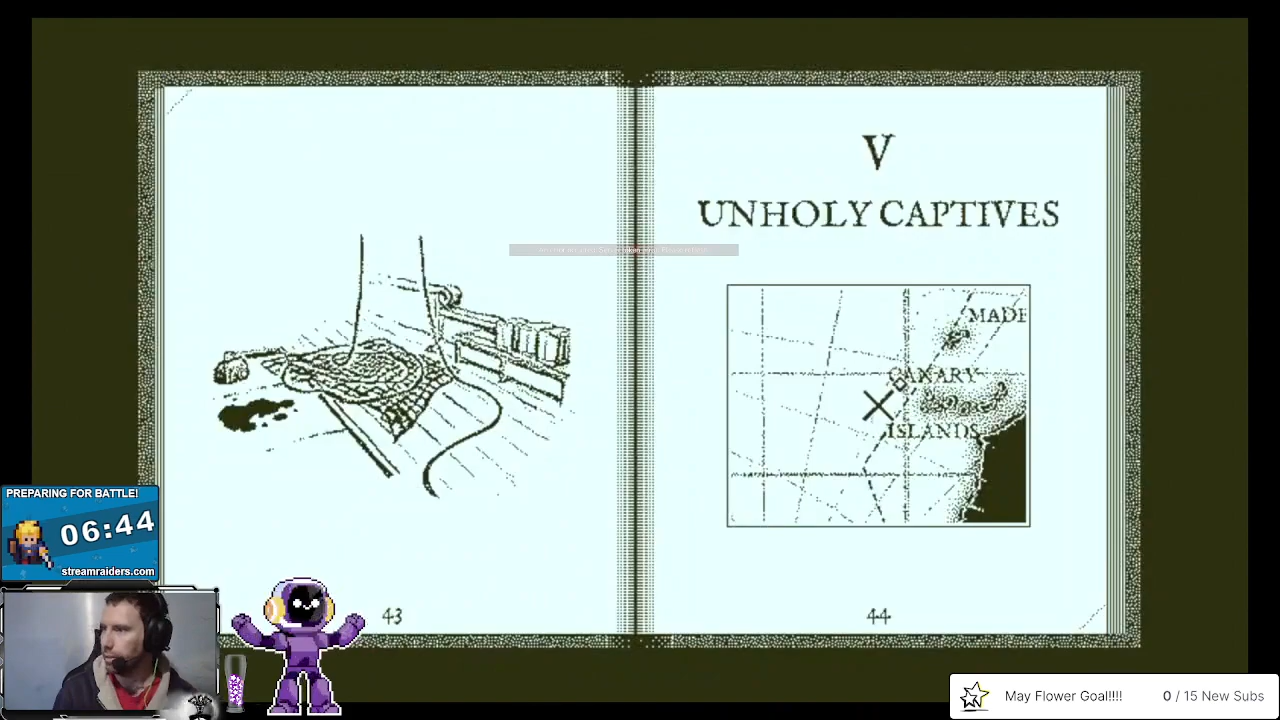 V
UNHOLY CAPTIVES
MADE
CANARY
ISLANDS
43
44
PREPARING FOR BATTLE!
06:44
streamraiders.com
May Flower Goal!!!! 0 / 15 New Subs